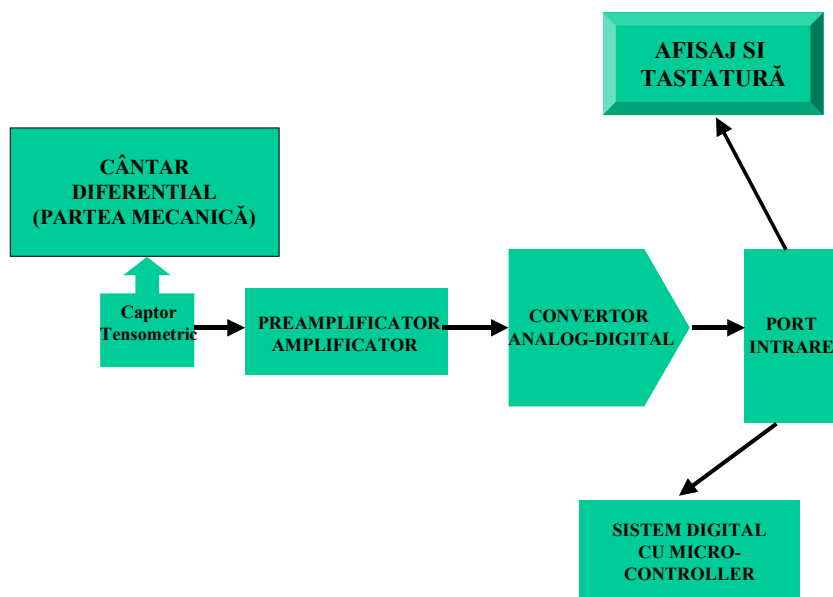 AFISAJ SI
TASTATURĂ
CÂNTAR
DIFERENTIAL
(PARTEA MECANICĂ)
Captor
Tensometric
PREAMPLIFICATOR
AMPLIFICATOR
CONVERTOR
ANALOG-DIGITAL
PORT
INTRARE
SISTEM DIGITAL
CU MICRO-
CONTROLLER